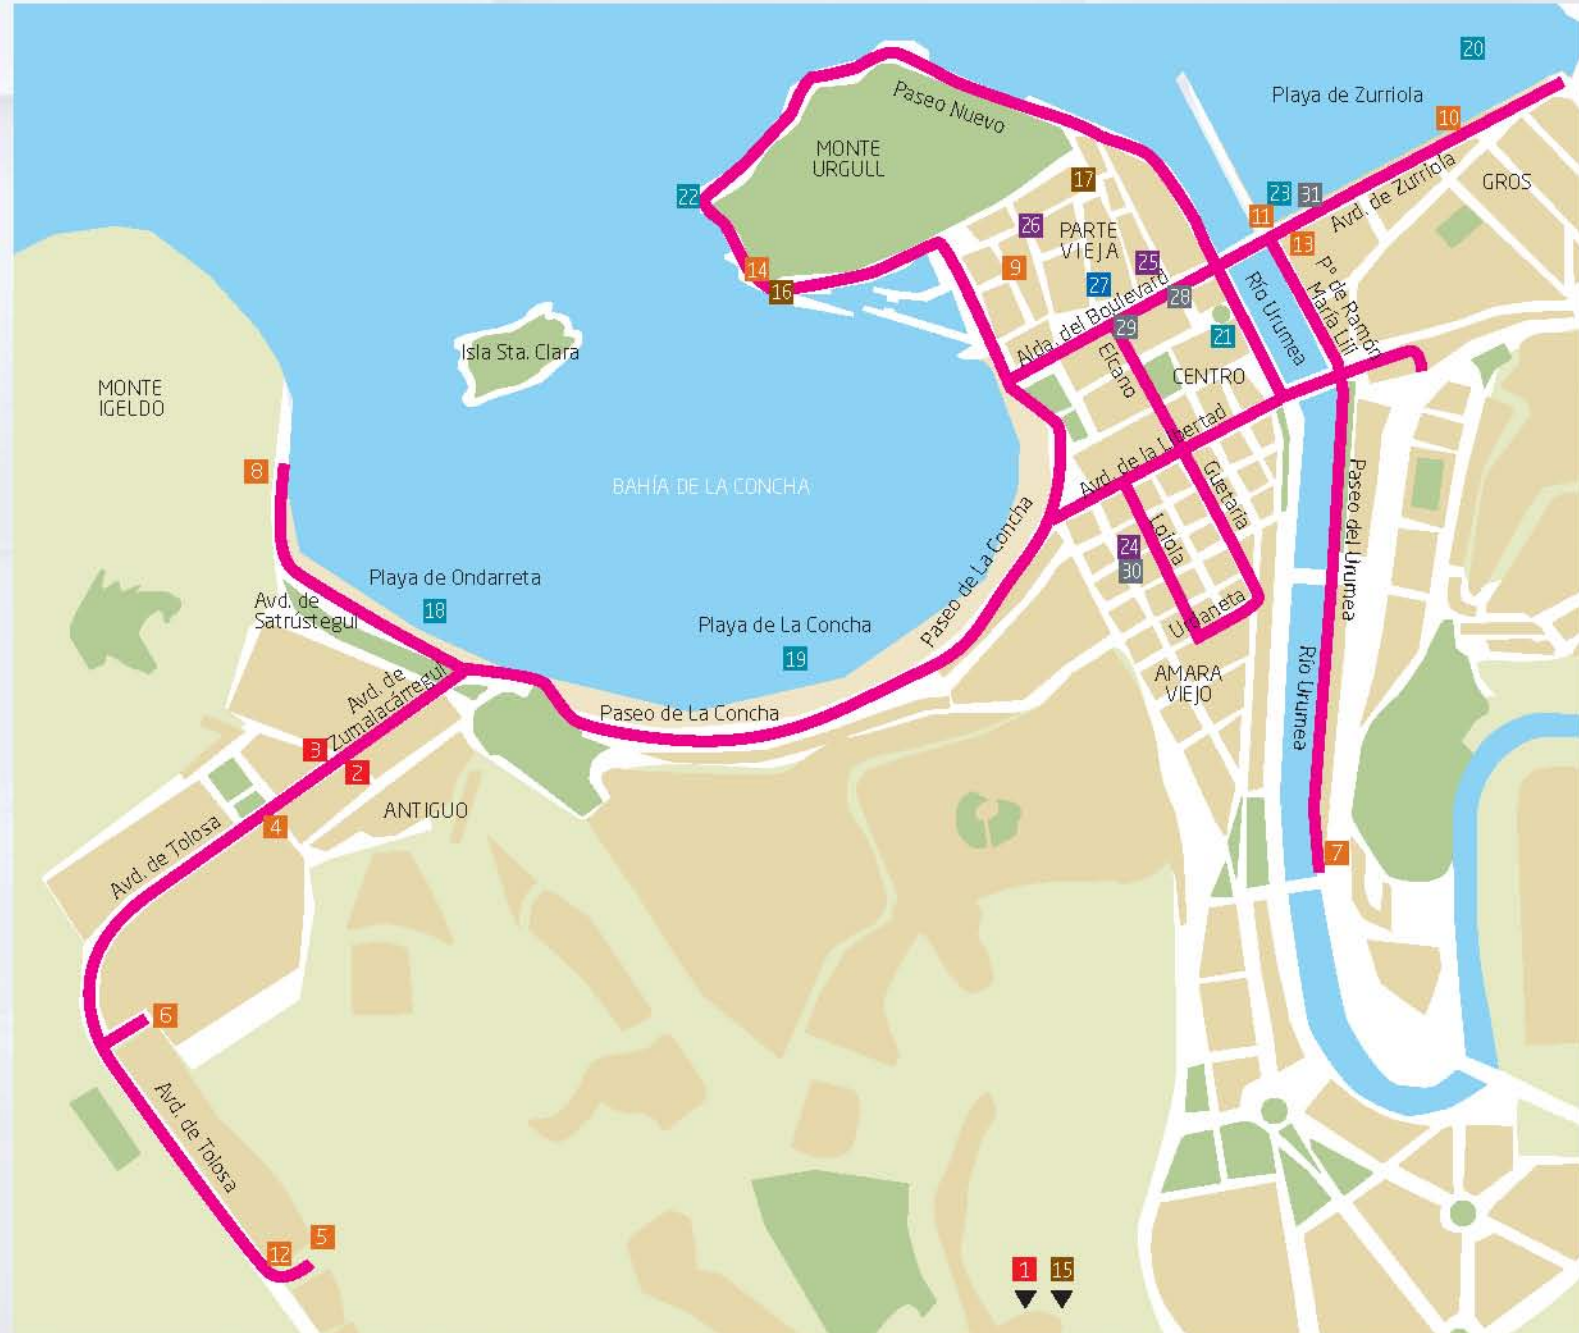 20
Playa de Zurriola
10
Paseo Nuevo
MONTE
URGULL
17
GROS
22
23
31
Avd. de Zurriola
11
26
PARTE
VIEJA
13
25
14
9
16
27
28
Alda. del Boulevard
29
21
Río Urumea
Pº de Ramón
María Lili
Isla Sta. Clara
Elcano
CENTRO
MONTE
IGELDO
8
BAHÍA DE LA CONCHA
Avd. de la Libertad
Guetaria
Paseo del Urumea
Loiola
24
30
Paseo de La Concha
Urbaneta
Playa de Ondarreta
18
Avd. de
Satrústegui
Playa de La Concha
19
Avd. de
Zumalacárregui
AMARA
VIEJO
Río Urumea
Paseo de La Concha
3
2
ANTIGUO
4
Avd. de Tolosa
7
6
Avd. de Tolosa
12
5
1
15